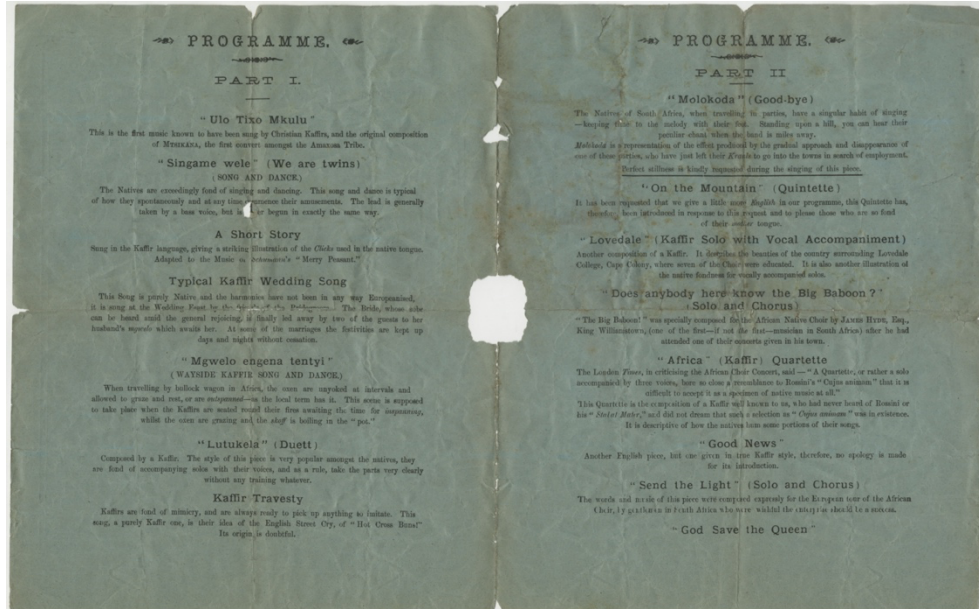 PROGRAMME.
PART I.
"Ulo Tixo Mkulu"
This is the first music known to have been sung by Christian Kaffirs, and the original composition
of NTSIKANA, the first convert amongst the AMAXOSA Tribe.
"Singame wele" (We are twins)
(SONG AND DANCE.)
The Natives are exceedingly fond of singing and dancing. This song and dance is typical
of how they spontaneously and at any time commence their amusements. The lead is generally
taken by a bass voice, but is er begun in exactly the same way.
A Short Story
Sung in the Kaffir language, giving a striking illustration of the Clicks used in the native tongue.
Adapted to the Music "Merry Peasant."
Typical Kaffir Wedding Song
This Song is purely Native and the harmonies have not been in any way Europeanised,
it is sung at the Wedding Feast by the The Bride, whose sobs
can be heard amid the general rejoicing, is finally led away by two of the guests to her
husband's which awaits her. At some of the marriages the festivities are kept up
days and nights without cessation.
"Mgwelo engena tentyi"
(WAYSIDE KAFFIR SONG AND DANCE.)
When travelling by bullock wagon in Africa, the oxen are unyoked at intervals and
allowed to graze and rest, or are outspanned—as the local term has it. This scene is supposed
to take place when the Kaffirs are seated round their fires awaiting the time for inspanning,
whilst the oxen are grazing and the is boiling in the "pot."
"Lutukela" (Duett)
Composed by a Kaffir. The style of this piece is very popular amongst the natives, they
are fond of accompanying solos with their voices, and as a rule, take the parts very clearly
without any training whatever.
Kaffir Travesty
Kaffirs are fond of mimicry, and are always ready to pick up anything to imitate. This
song, a purely Kaffir one, is their idea of the English Street Cry, of "Hot Cross Buns!"
Its origin is doubtful.
PROGRAMME.
PART II
"Molokoda" (Good-bye)
The Natives of South Africa, when travelling in parties, have a singular habit of singing
—keeping time to the melody with their feet. Standing upon a hill, you can hear their
peculiar chant when the band is miles away.
Molokoda is a representation of the effect produced by the gradual approach and disappearance of
one of these parties, who have just left their Kraals to go into the towns in search of employment.
Perfect stillness is kindly requested during the singing of this piece.
"On the Mountain" (Quintette)
It has been requested that we give a little more English in our programme, this Quintette has,
therefore, been introduced in response to this request and to please those who are so fond
of their tongue.
"Lovedale" (Kaffir Solo with Vocal Accompaniment)
Another composition of a Kaffir. It describes the beauties of the country surrounding Lovedale
College, Cape Colony, where seven of the Choir were educated. It is also another illustration of
the native fondness for vocally accompanied solos.
"Does anybody here know the Big Baboon?"
(Solo and Chorus)
"The Big Baboon!" was specially composed for the African Native Choir by JAMES HYDE, Esq.,
King Williamstown, (one of the first—if not the first—musician in South Africa) after he had
attended one of their concerts given in his town.
"Africa" (Kaffir) Quartette
The London Times, in criticising the African Choir Concert, said—"A Quartette, or rather a solo
accompanied by three voices, bore so close a resemblance to Rossini's "Cujus animam" that it is
difficult to accept it as a specimen of native music at all."
This Quartette is the composition of a Kaffir well known to us, who had never heard of Rossini or
his "Stabat Mater," and did not dream that such a selection as "Cujus animam" was in existence.
It is descriptive of how the natives hum some portions of their songs.
"Good News"
Another English piece, but one given in true Kaffir style, therefore, no apology is made
for its introduction.
"Send the Light" (Solo and Chorus)
The words and music of this piece were composed expressly for the European tour of the African
Choir, by gentleman in South Africa who were wishful the enterprise should be a success.
"God Save the Queen"